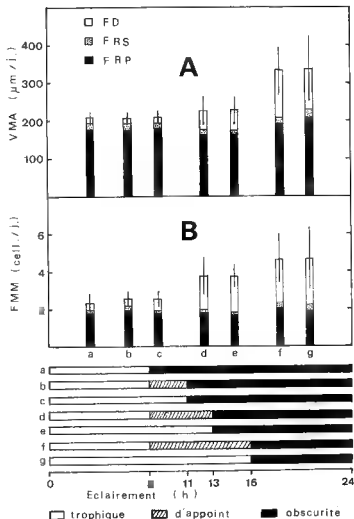 FD
FRS
FRP
A
VMA (µm/j.)
400
300
200
100
B
FMM (cell./j.)
6
4
a b c d e f g
a
b
c
d
e
f
g
0 11 13 16 24
Eclairement (h)
trophique d'appoint obscurite